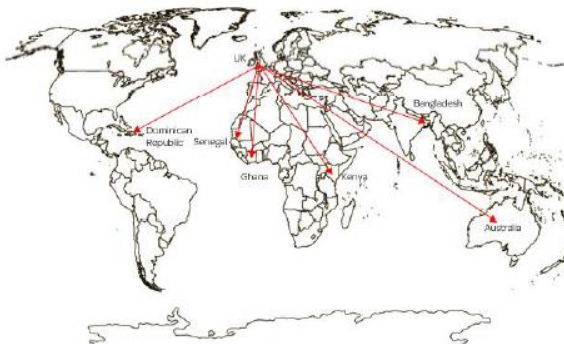 UK
Bangladesh
Dominican
Republic
Senegal
Ghana
Kenya
Australia